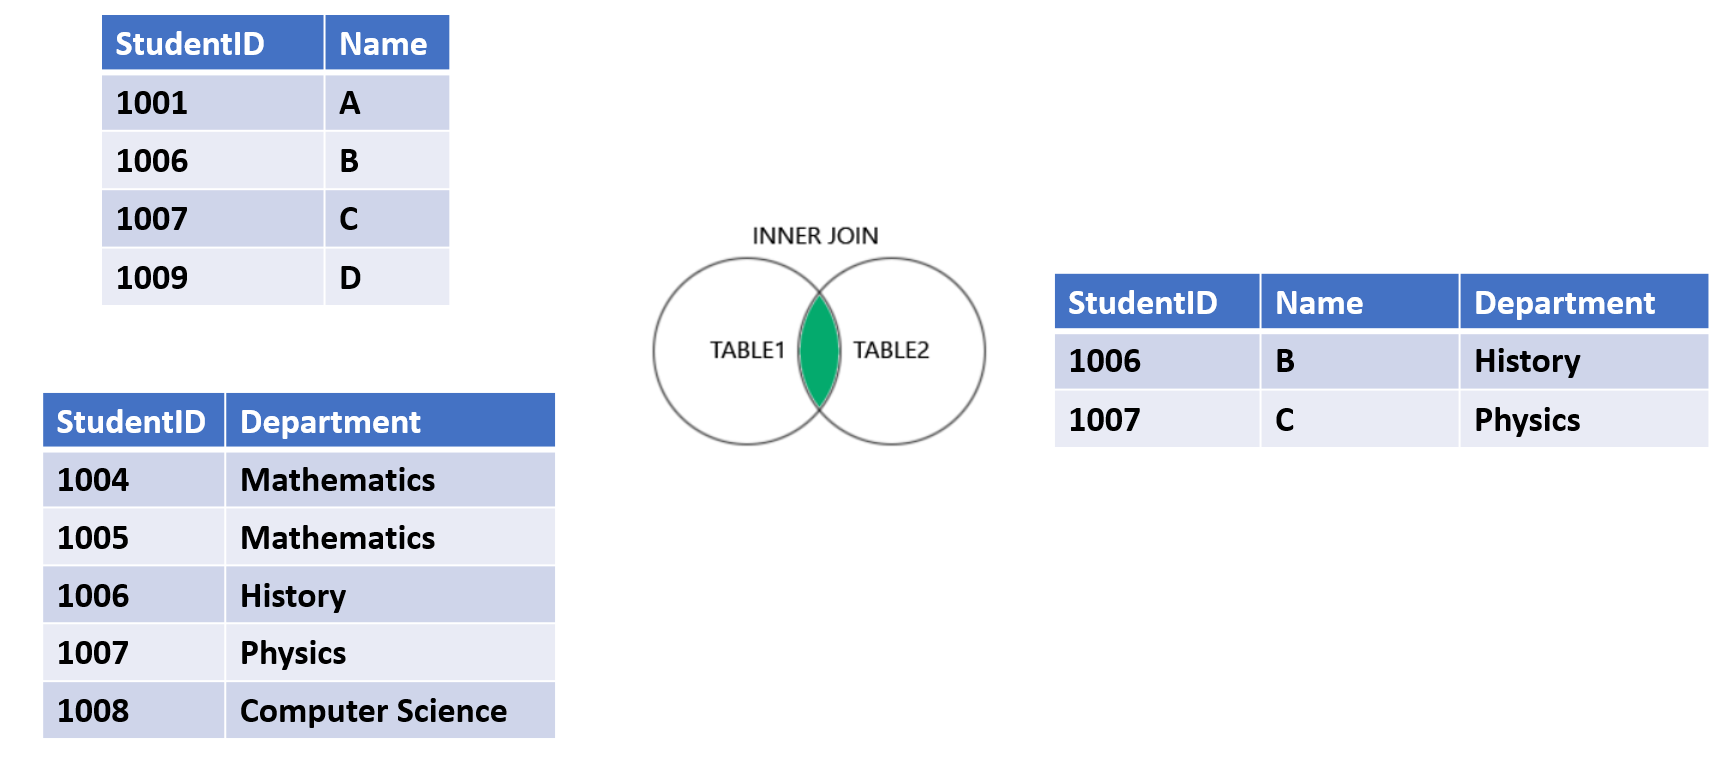 StudentID Name
1001 A
1006 B
1007 C
1009 D
StudentID Department
1004 Mathematics
1005 Mathematics
1006 History
1007 Physics
1008 Computer Science
INNER JOIN
TABLE1 TABLE2
StudentID Name Department
1006 B History
1007 C Physics